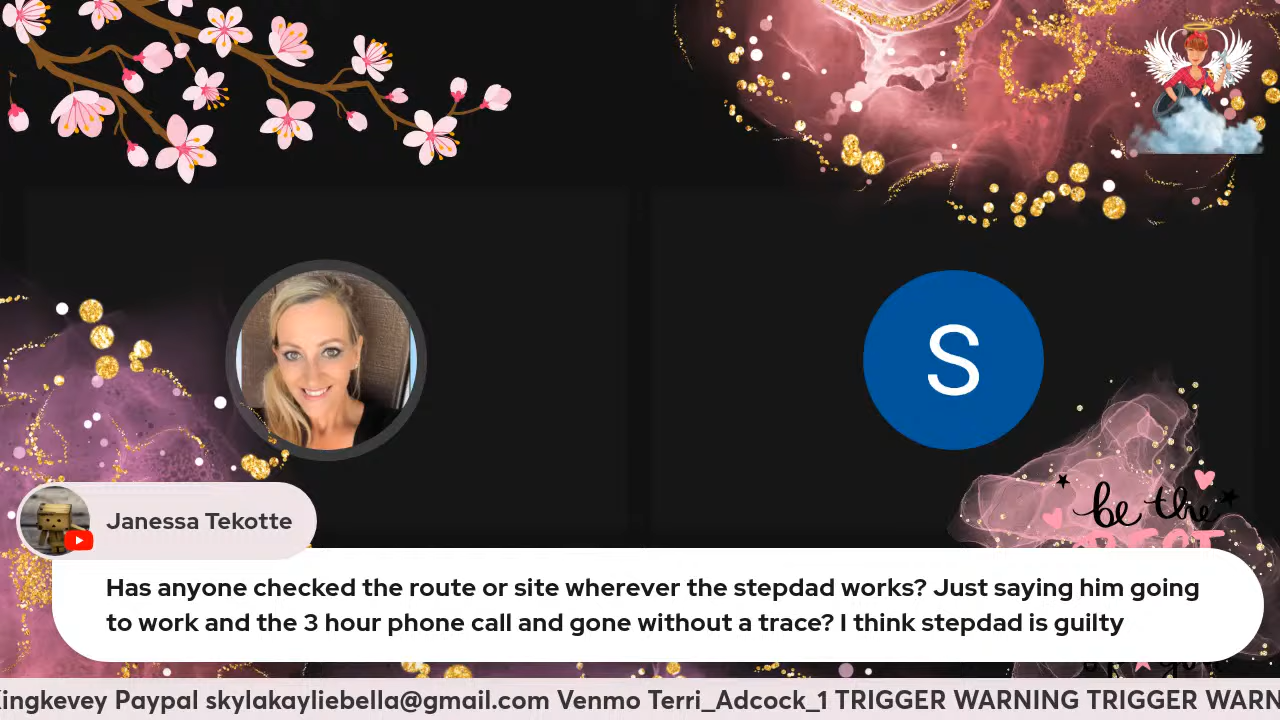 S
be the
Janessa Tekotte
Has anyone checked the route or site wherever the stepdad works? Just saying him going
to work and the 3 hour phone call and gone without a trace? I think stepdad is guilty
ingkevey Paypal skylakayliebella@gmail.com Venmo Terri_Adcock_1 TRIGGER WARNING TRIGGER WARN